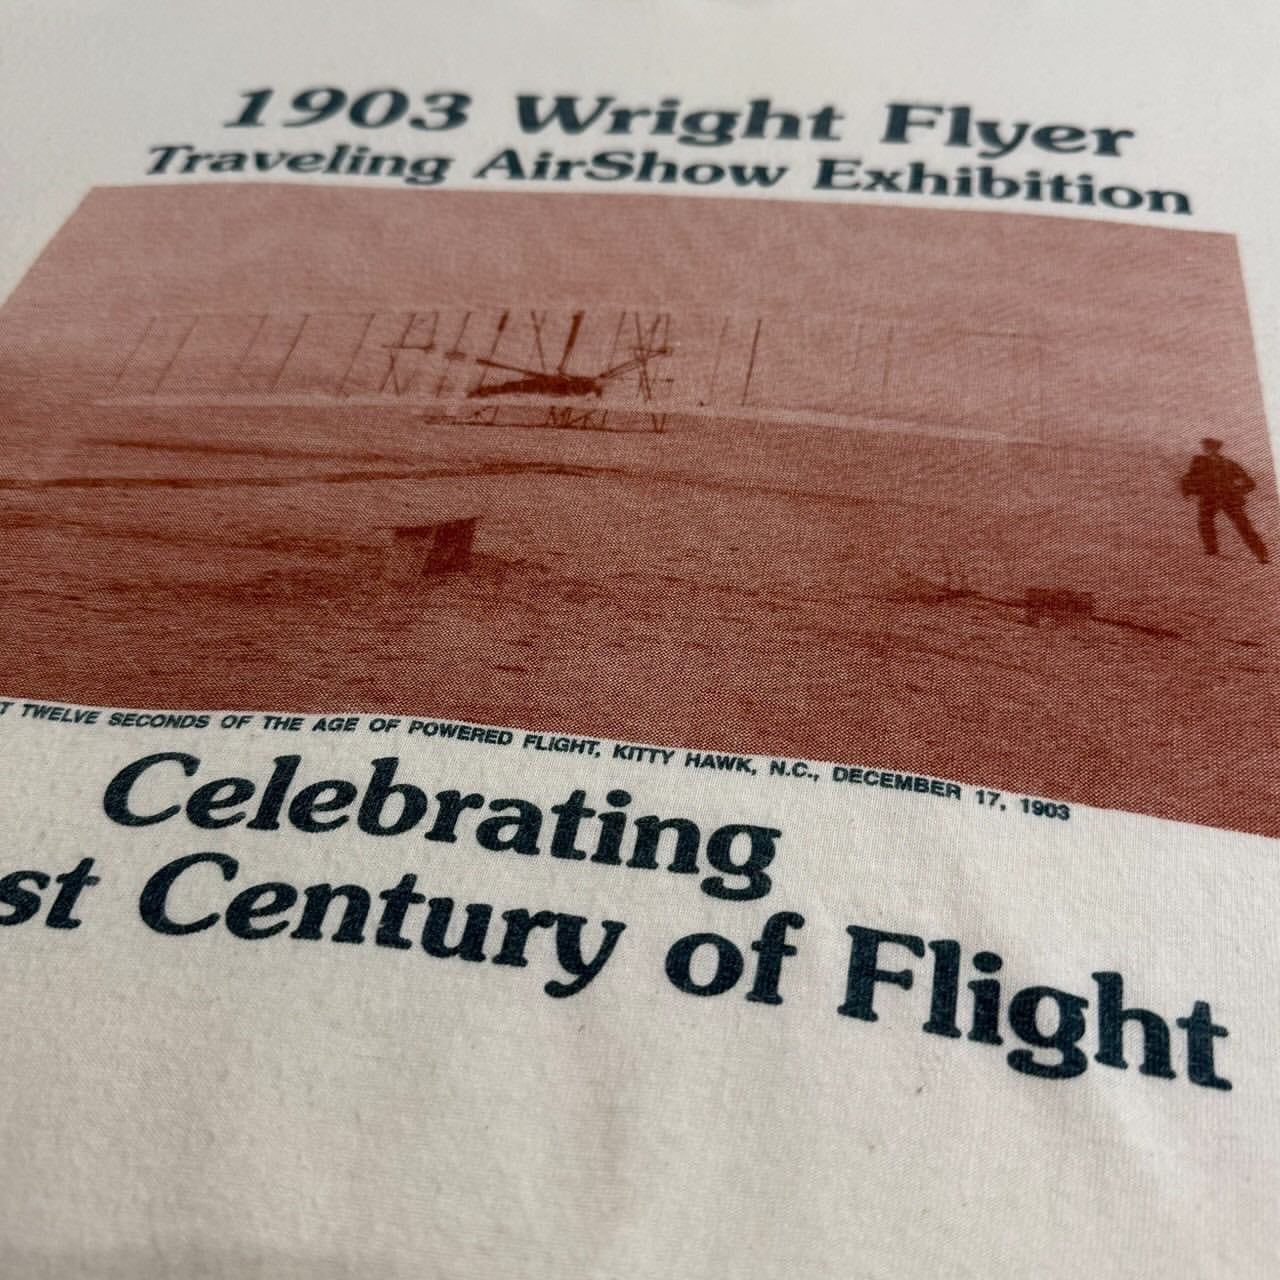 1903 Wright Flyer
Traveling AirShow Exhibition
TWELVE SECONDS OF THE AGE OF POWERED FLIGHT, KITTY HAWK, N.C., DECEMBER 17, 1903
Celebrating
Century of Flight